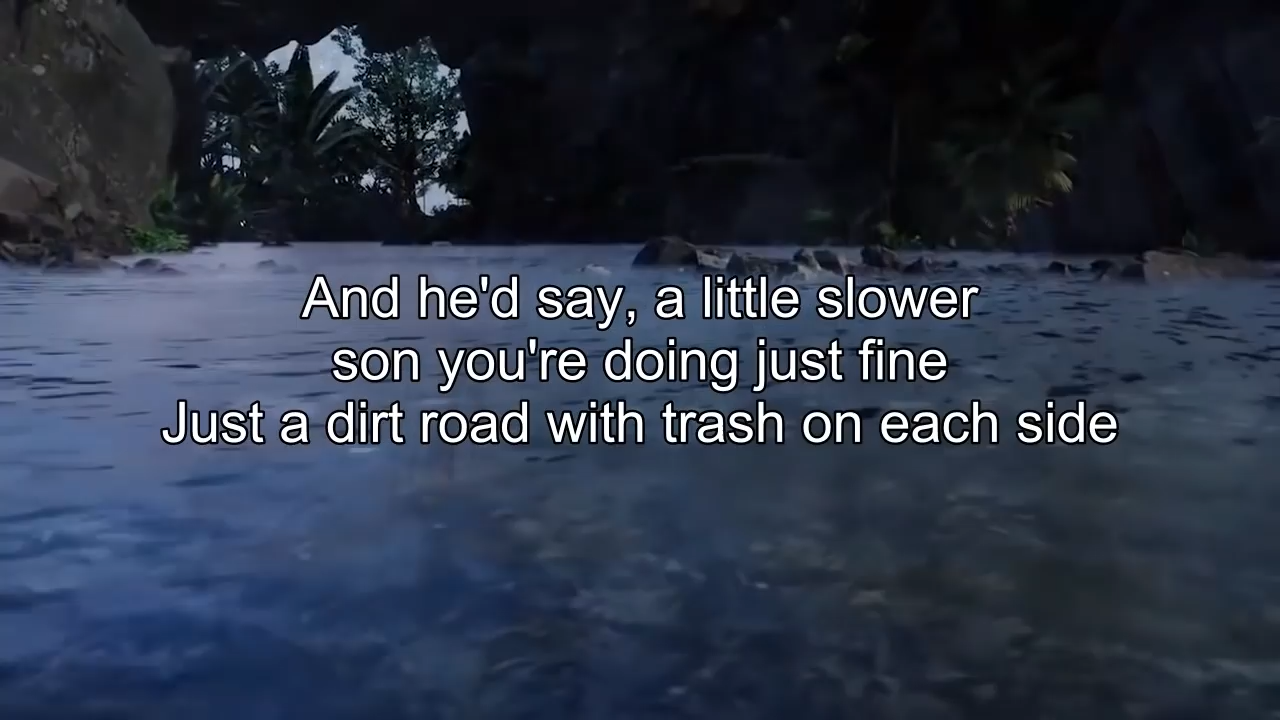 And he'd say, a little slower
son you're doing just fine
Just a dirt road with trash on each side